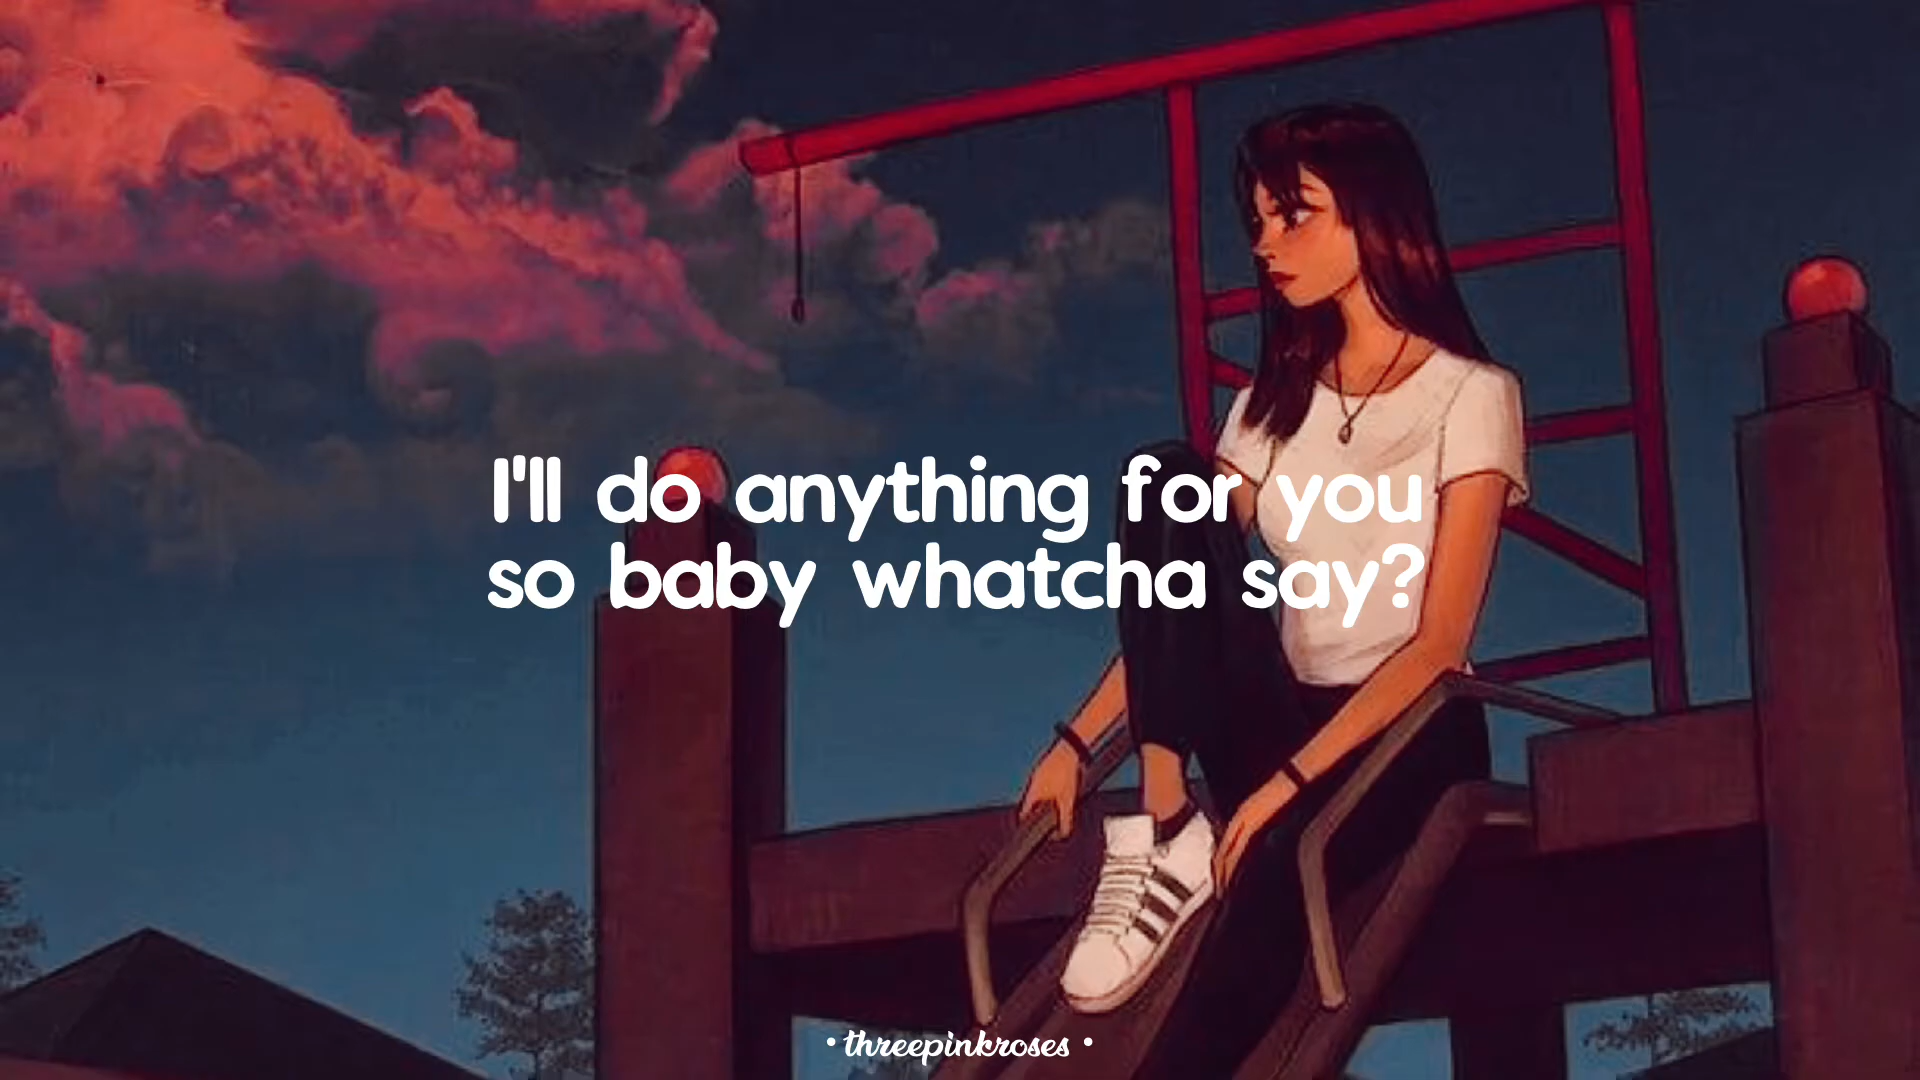 I'll do anything for you
so baby whatcha say?
• threepinkroses •